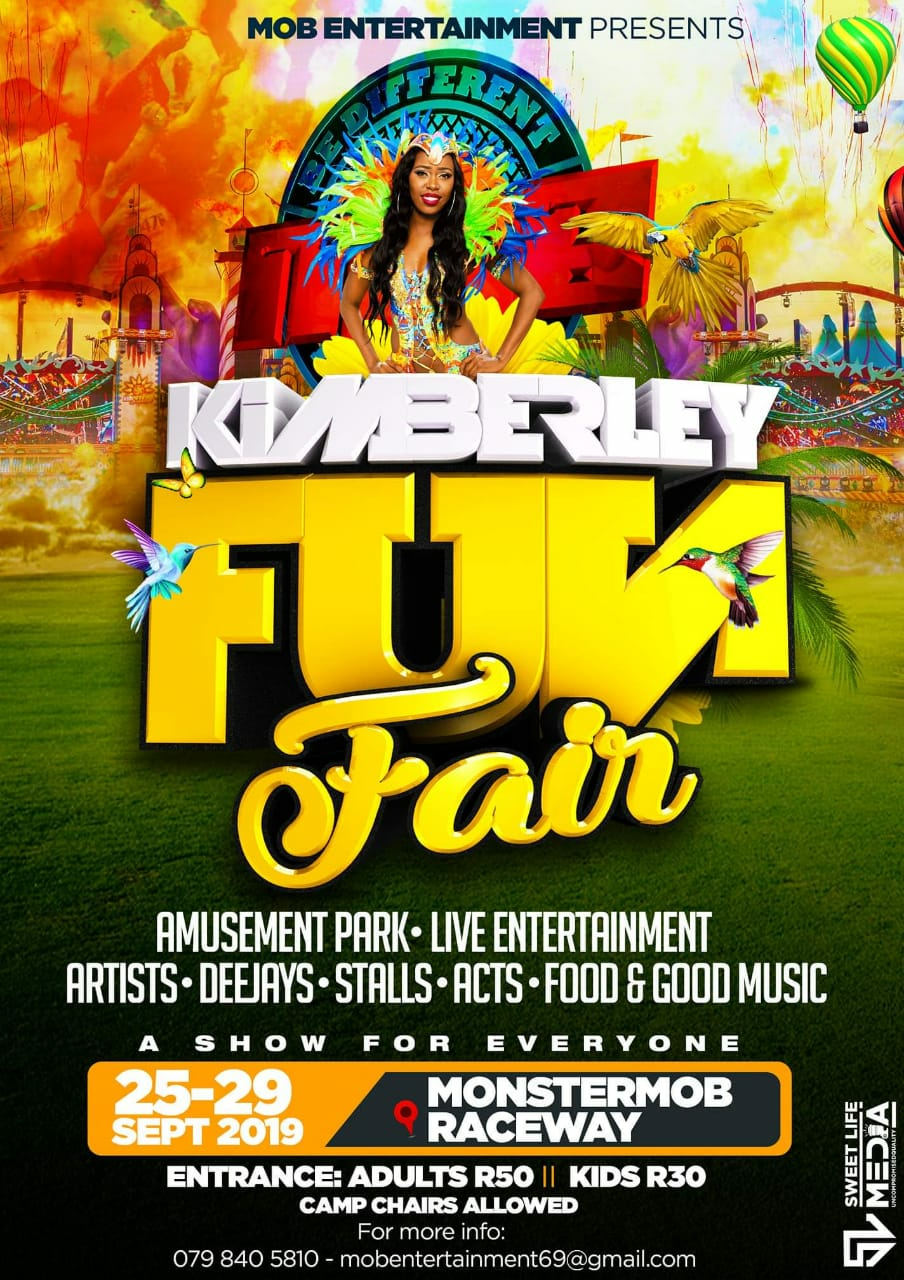 MOB ENTERTAINMENT PRESENTS
BE DIFFERENT
KiMBERLEY
FUN
Fair
AMUSEMENT PARK • LIVE ENTERTAINMENT
ARTISTS • DEEJAYS • STALLS • ACTS • FOOD & GOOD MUSIC
A SHOW FOR EVERYONE
25-29
SEPT 2019
MONSTERMOB
RACEWAY
ENTRANCE: ADULTS R50 || KIDS R30
CAMP CHAIRS ALLOWED
For more info:
079 840 5810 - mobentertainment69@gmail.com
SWEET LIFE
MEDIA
UNCOMPROMISEDQUALITY